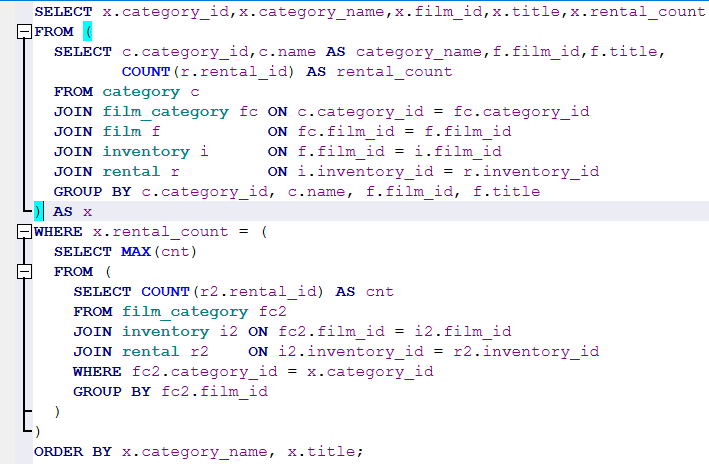 SELECT x.category_id,x.category_name,x.film_id,x.title,x.rental_count
FROM (
SELECT c.category_id,c.name AS category_name,f.film_id,f.title,
COUNT(r.rental_id) AS rental_count
FROM category c
JOIN film_category fc ON c.category_id = fc.category_id
JOIN film f ON fc.film_id = f.film_id
JOIN inventory i ON f.film_id = i.film_id
JOIN rental r ON i.inventory_id = r.inventory_id
GROUP BY c.category_id, c.name, f.film_id, f.title
) AS x
WHERE x.rental_count = (
SELECT MAX(cnt)
FROM (
SELECT COUNT(r2.rental_id) AS cnt
FROM film_category fc2
JOIN inventory i2 ON fc2.film_id = i2.film_id
JOIN rental r2 ON i2.inventory_id = r2.inventory_id
WHERE fc2.category_id = x.category_id
GROUP BY fc2.film_id
)
)
ORDER BY x.category_name, x.title;